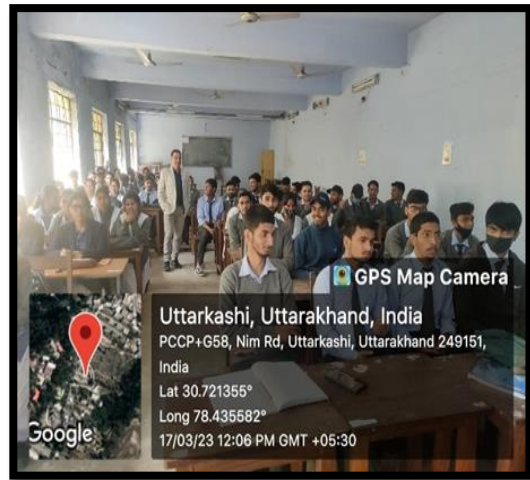 GPS Map Camera
Uttarkashi, Uttarakhand, India
PCCP+G58, Nim Rd, Uttarkashi, Uttarakhand 249151,
India
Lat 30.721355°
Long 78.435582°
17/03/23 12:06 PM GMT +05:30
Google